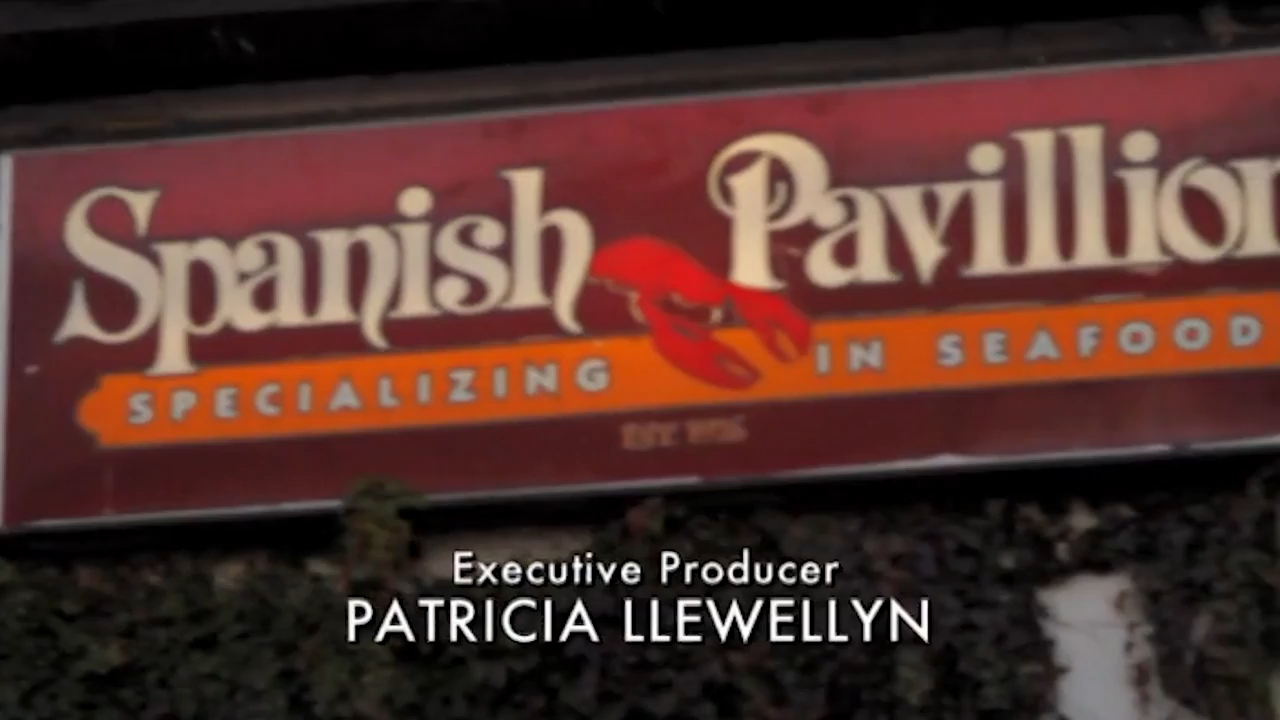 Spanish Pavillion
SPECIALIZING IN SEAFOOD
Executive Producer
PATRICIA LLEWELLYN